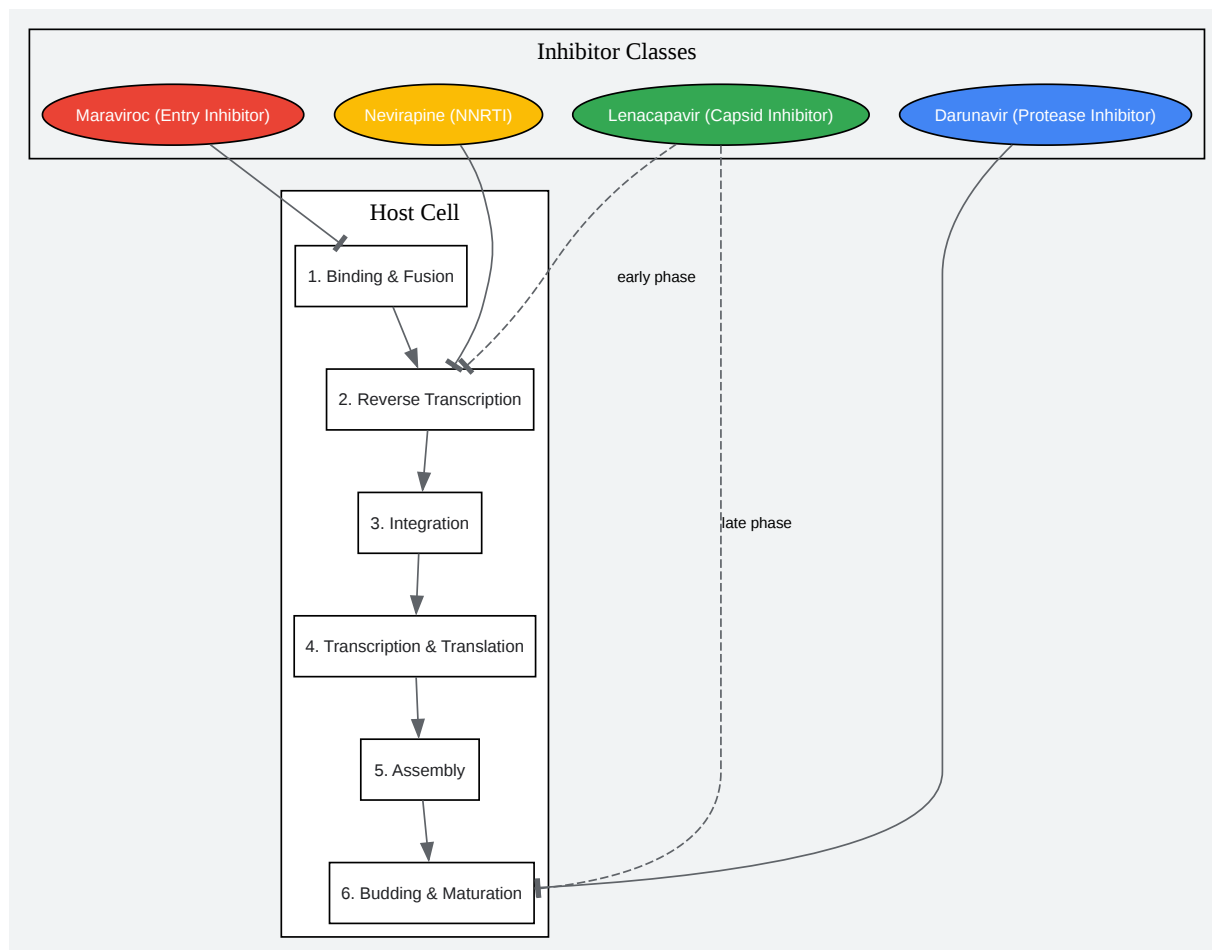 Inhibitor Classes
Maraviroc (Entry Inhibitor)
Nevirapine (NNRTI)
Lenacapavir (Capsid Inhibitor)
Darunavir (Protease Inhibitor)
Host Cell
1. Binding & Fusion
early phase
2. Reverse Transcription
3. Integration
late phase
4. Transcription & Translation
5. Assembly
6. Budding & Maturation